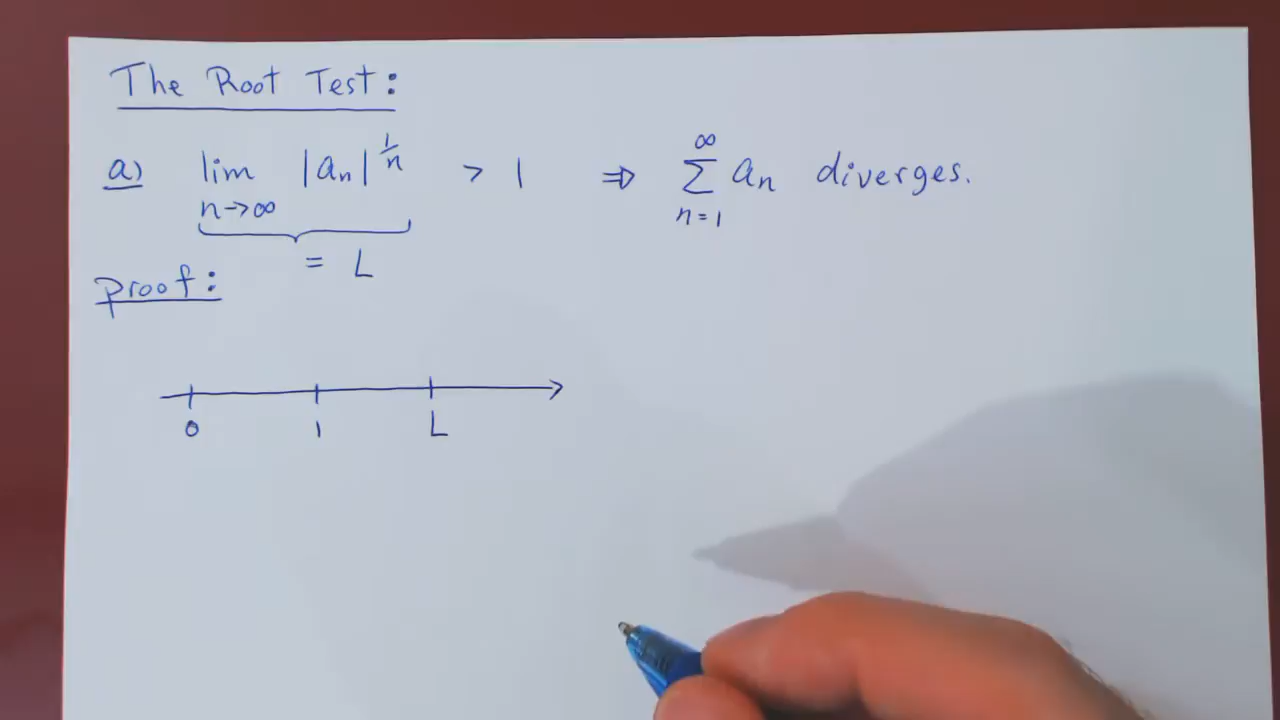 The Root Test:
a) lim n→∞ |an|^1/n > 1 ⇒ ∞ Σ n=1 an diverges.
= L
proof:
0 1 L